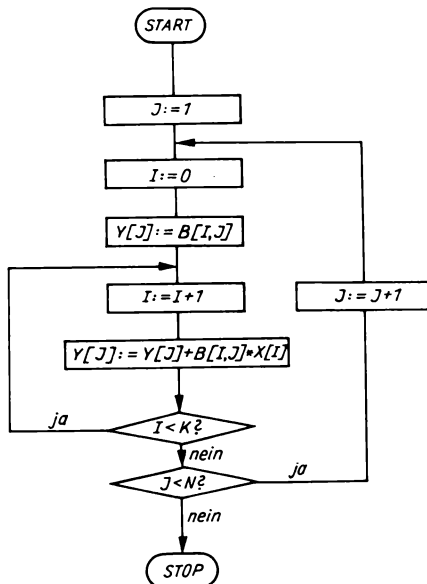 START
J:=1
I:=0
Y[J]:=B[I,J]
I:=I+1
J:=J+1
Y[J]:=Y[J]+B[I,J]*X[I]
ja
I<K?
nein
J<N?
ja
nein
STOP